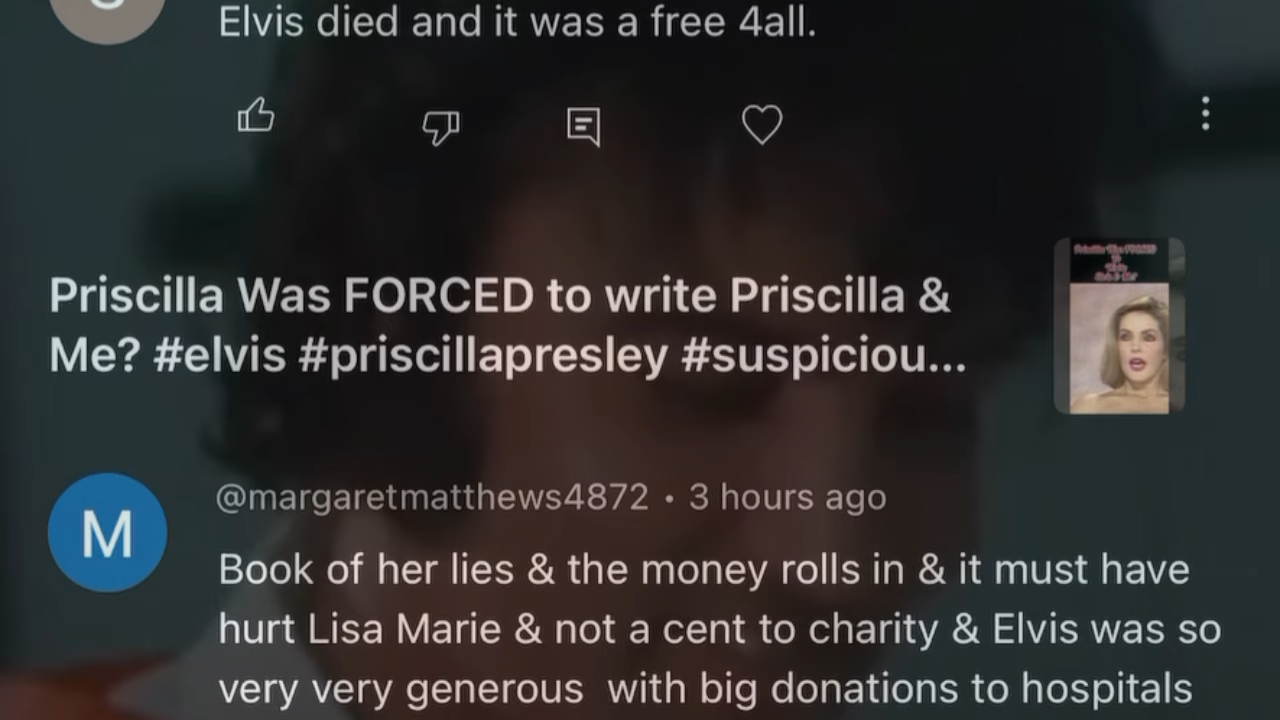 Elvis died and it was a free 4all.
Priscilla Was FORCED to write Priscilla &
Me? #elvis #priscillapresley #suspiciou...
M
@margaretmatthews4872 • 3 hours ago
Book of her lies & the money rolls in & it must have
hurt Lisa Marie & not a cent to charity & Elvis was so
very very generous  with big donations to hospitals